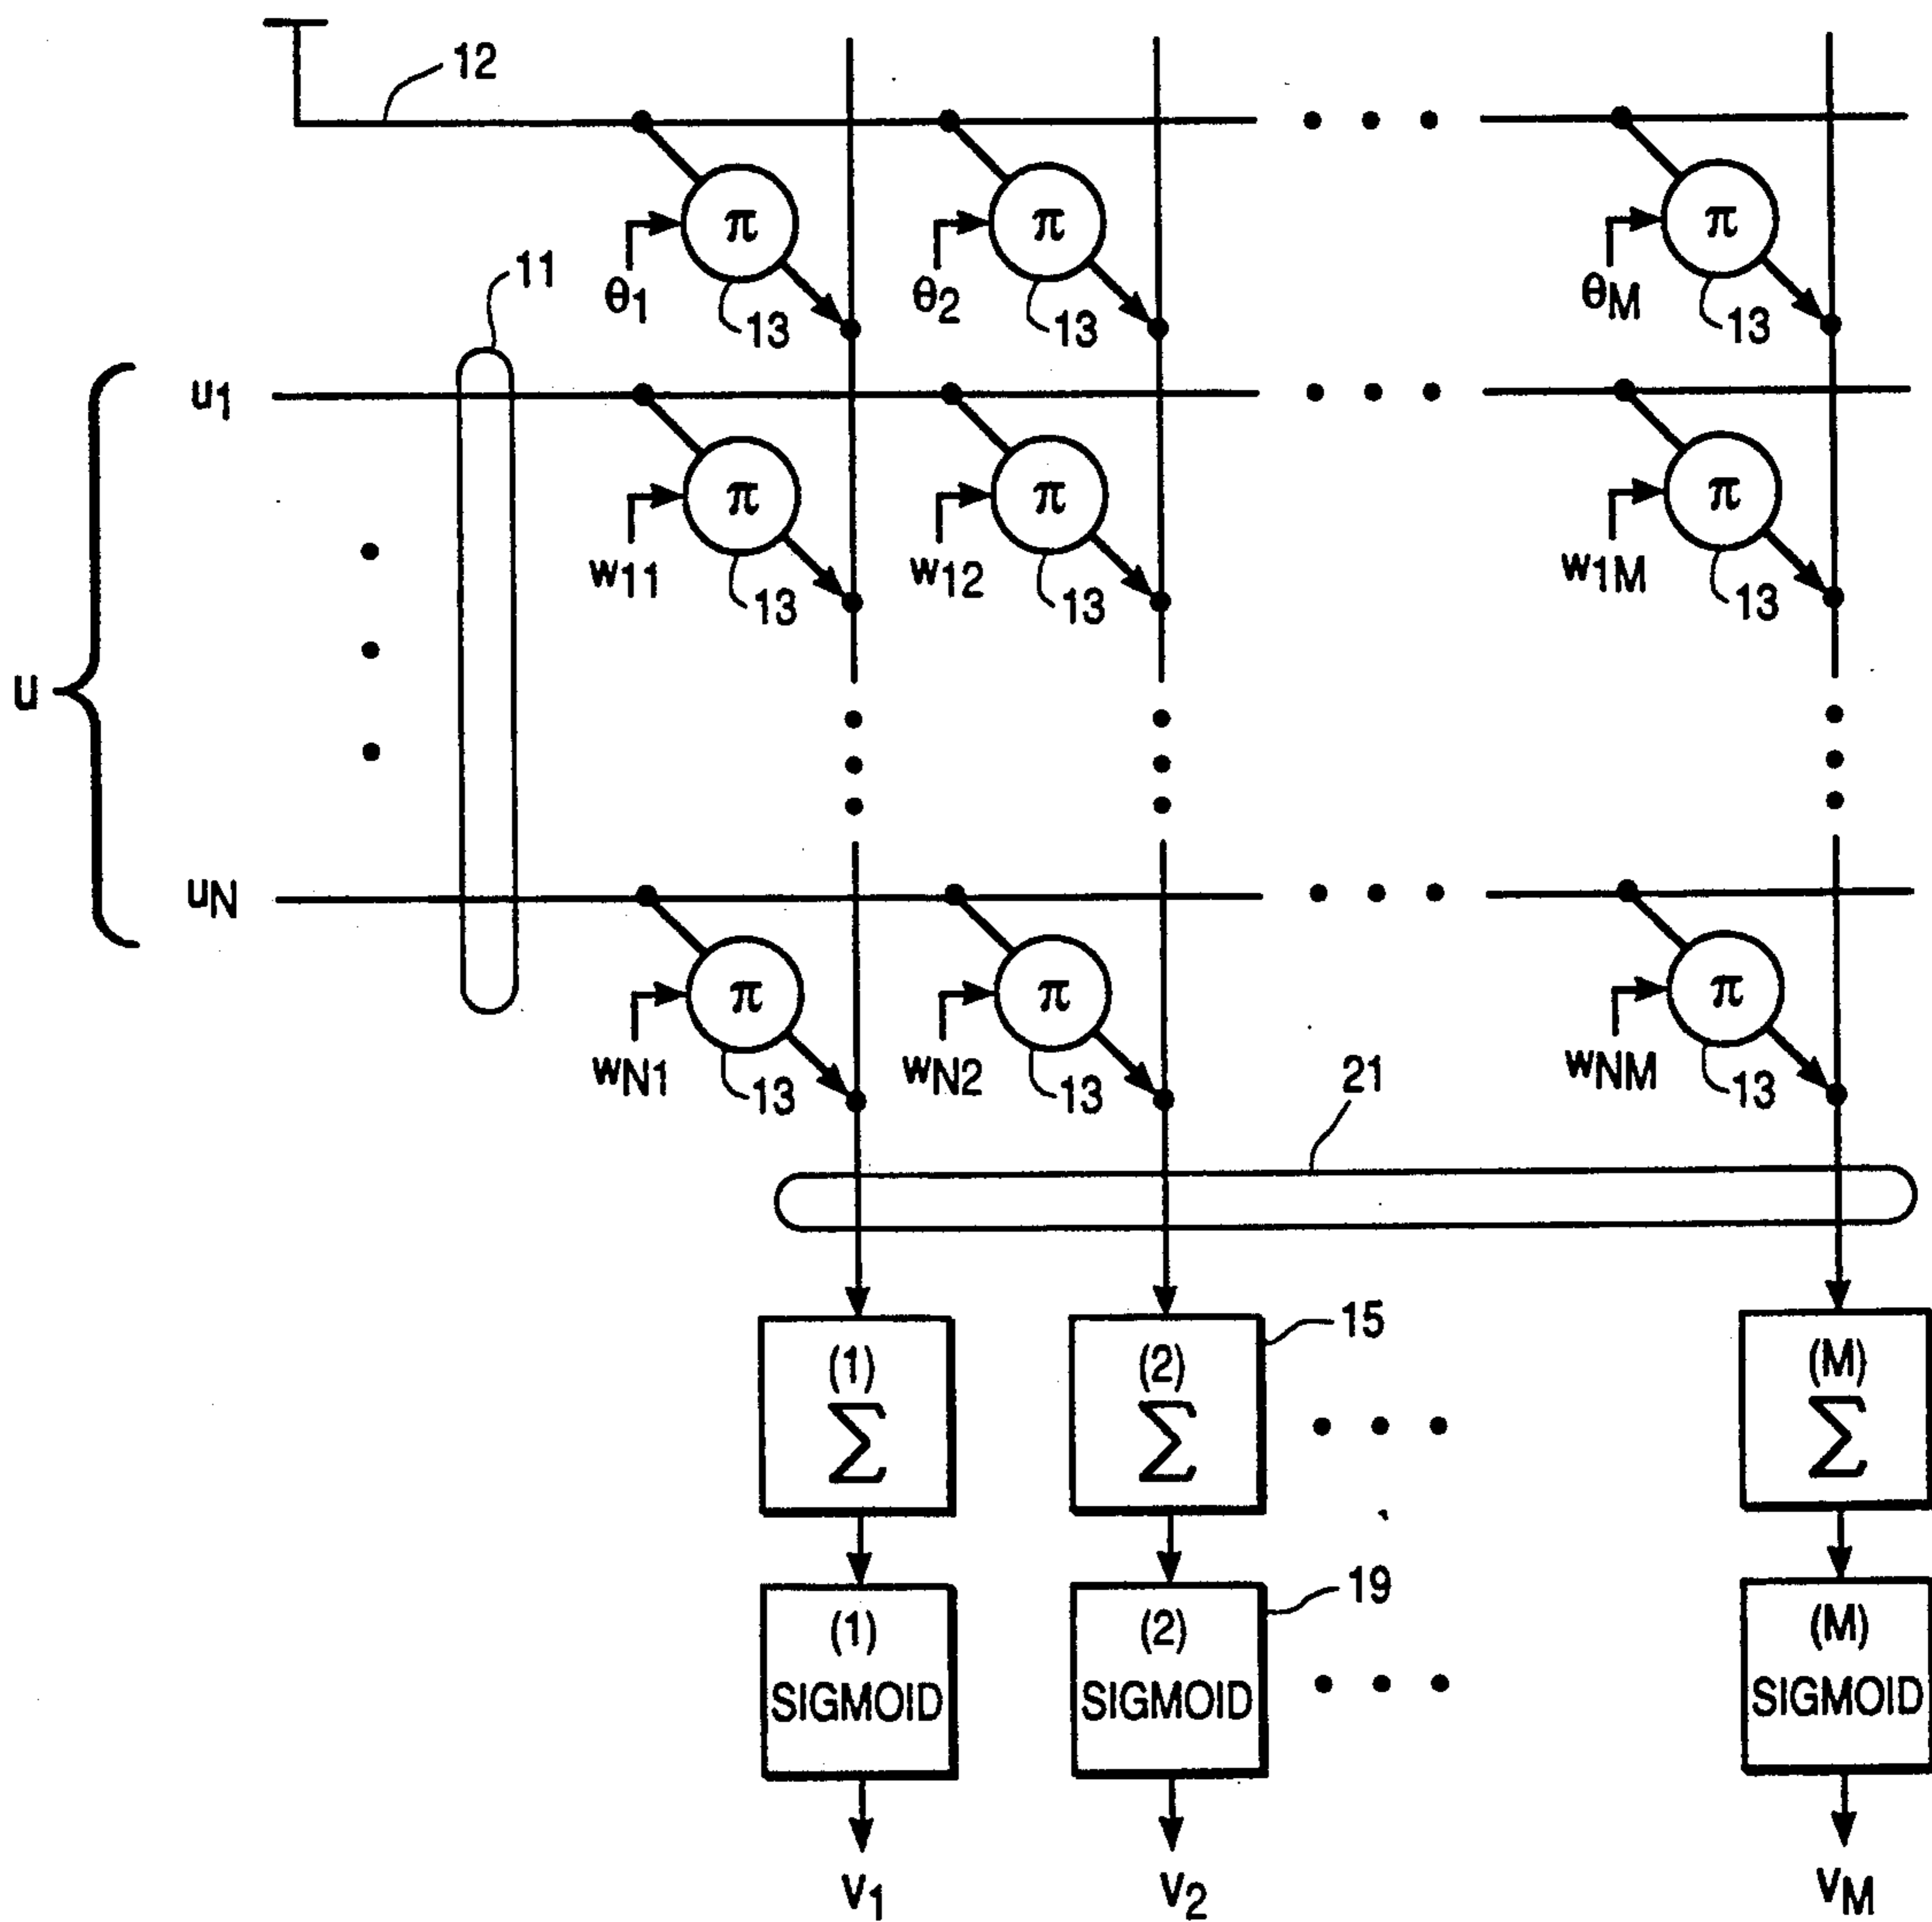 12
π π π
θ1 13 θ2 13 θM 13
11
u1
π π π
w11 13 w12 13 w1M 13
u
uN
π π π
wN1 13 wN2 13 wNM 13
21
(1) (2) 15 (M)
Σ Σ Σ
(1) (2) 19 (M)
SIGMOID SIGMOID SIGMOID
v1 v2 vM